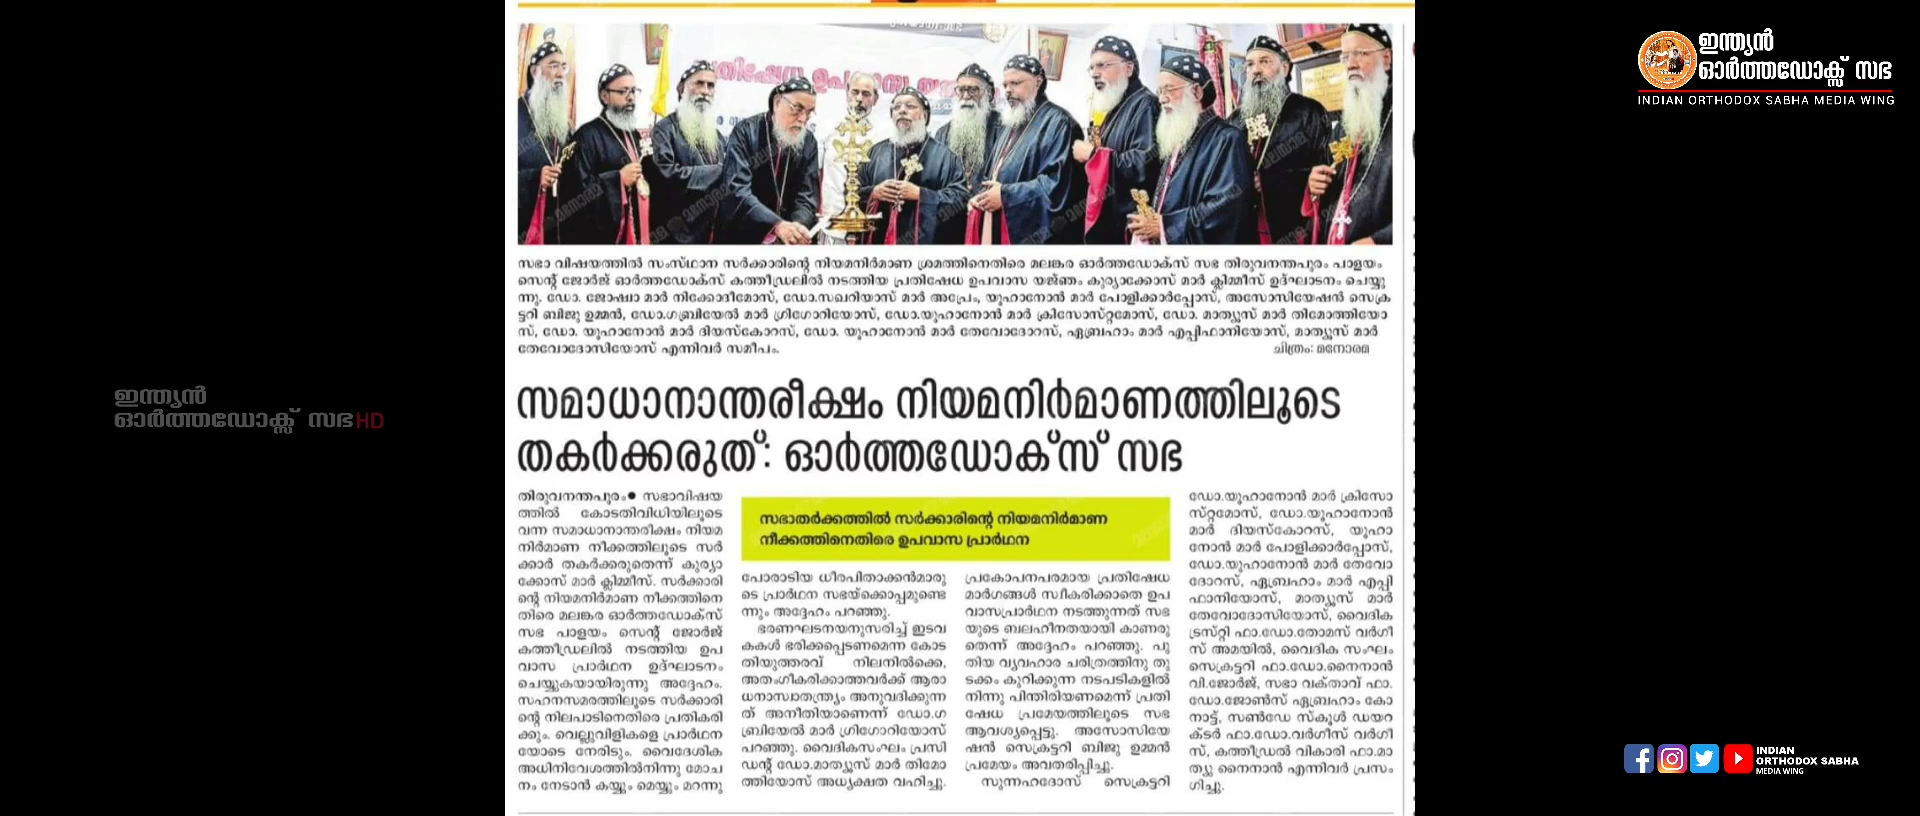 തിഷേധ ഉപവാസ യജ്ഞ
ഇന്ത്യൻ
ഓർത്തഡോക്സ് സഭ
INDIAN ORTHODOX SABHA MEDIA WING
സഭാ വിഷയത്തിൽ സംസ്ഥാന സർക്കാരിന്റെ നിയമനിർമാണ ശ്രമത്തിനെതിരെ മലങ്കര ഓർത്തഡോക്സ് സഭ തിരുവനന്തപുരം പാളയം
സെന്റ് ജോർജ് ഓർത്തഡോക്സ് കത്തീഡ്രലിൽ നടത്തിയ പ്രതിഷേധ ഉപവാസ യജ്ഞം കുര്യാക്കോസ് മാർ ക്ലിമ്മീസ് ഉദ്ഘാടനം ചെയ്യു
ന്നു. ഡോ. ജോഷ്വാ മാർ നിക്കോദീമോസ്, ഡോ.സഖറിയാസ് മാർ അപ്രേം, യൂഹാനോൻ മാർ പോളിക്കാർപ്പോസ്, അസോസിയേഷൻ സെക്ര
ട്ടറി ബിജു ഉമ്മൻ, ഡോ.ഗബ്രിയേൽ മാർ ഗ്രിഗോറിയോസ്, ഡോ.യൂഹാനോൻ മാർ ക്രിസോസ്റ്റമോസ്, ഡോ. മാത്യൂസ് മാർ തിമോത്തിയോ
സ്, ഡോ. യൂഹാനോൻ മാർ ദിയസ്കോറസ്, ഡോ. യൂഹാനോൻ മാർ തേവോദോറസ്, ഏബ്രഹാം മാർ എപ്പിഫാനിയോസ്, മാത്യൂസ് മാർ
തേവോദോസിയോസ് എന്നിവർ സമീപം.
ചിത്രം: മനോരമ
സമാധാനാന്തരീക്ഷം നിയമനിർമാണത്തിലൂടെ
തകർക്കരുത്: ഓർത്തഡോക്സ് സഭ
ഇന്ത്യൻ
ഓർത്തഡോക്സ് സഭ HD
തിരുവനന്തപുരം● സഭാവിഷയ
ത്തിൽ കോടതിവിധിയിലൂടെ
വന്ന സമാധാനാന്തരീക്ഷം നിയമ
നിർമാണ നീക്കത്തിലൂടെ സർ
ക്കാർ തകർക്കരുതെന്ന് കുര്യാ
ക്കോസ് മാർ ക്ലിമ്മീസ്. സർക്കാരി
ന്റെ നിയമനിർമാണ നീക്കത്തിനെ
തിരെ മലങ്കര ഓർത്തഡോക്സ്
സഭ പാളയം സെന്റ് ജോർജ്
കത്തീഡ്രലിൽ നടത്തിയ ഉപ
വാസ പ്രാർഥന ഉദ്ഘാടനം
ചെയ്യുകയായിരുന്നു അദ്ദേഹം.
സഹനസമരത്തിലൂടെ സർക്കാരി
ന്റെ നിലപാടിനെതിരെ പ്രതികരി
ക്കും. വെല്ലുവിളികളെ പ്രാർഥന
യോടെ നേരിടും. വൈദേശിക
അധിനിവേശത്തിൽനിന്നു മോച
നം നേടാൻ കയ്യും മെയ്യും മറന്നു
സഭാതർക്കത്തിൽ സർക്കാരിന്റെ നിയമനിർമാണ
നീക്കത്തിനെതിരെ ഉപവാസ പ്രാർഥന
പോരാടിയ ധീരപിതാക്കൻമാരു
ടെ പ്രാർഥന സഭയ്ക്കൊപ്പമുണ്ടെ
ന്നും അദ്ദേഹം പറഞ്ഞു.
ഭരണഘടനയനുസരിച്ച് ഇടവ
കകൾ ഭരിക്കപ്പെടണമെന്ന കോട
തിയുത്തരവ് നിലനിൽക്കെ,
അതംഗീകരിക്കാത്തവർക്ക് ആരാ
ധനാസ്വാതന്ത്ര്യം അനുവദിക്കുന്ന
ത് അനീതിയാണെന്ന് ഡോ.ഗ
ബ്രിയേൽ മാർ ഗ്രിഗോറിയോസ്
പറഞ്ഞു. വൈദികസംഘം പ്രസി
ഡന്റ് ഡോ.മാത്യൂസ് മാർ തിമോ
ത്തിയോസ് അധ്യക്ഷത വഹിച്ചു.
പ്രകോപനപരമായ പ്രതിഷേധ
മാർഗങ്ങൾ സ്വീകരിക്കാതെ ഉപ
വാസപ്രാർഥന നടത്തുന്നത് സഭ
യുടെ ബലഹീനതയായി കാണരു
തെന്ന് അദ്ദേഹം പറഞ്ഞു. പു
തിയ വ്യവഹാര ചരിത്രത്തിനു തു
ടക്കം കുറിക്കുന്ന നടപടികളിൽ
നിന്നു പിന്തിരിയണമെന്ന് പ്രതി
ഷേധ പ്രമേയത്തിലൂടെ സഭ
ആവശ്യപ്പെട്ടു. അസോസിയേ
ഷൻ സെക്രട്ടറി ബിജു ഉമ്മൻ
പ്രമേയം അവതരിപ്പിച്ചു.
സുന്നഹദോസ് സെക്രട്ടറി
ഡോ.യൂഹാനോൻ മാർ ക്രിസോ
സ്റ്റമോസ്, ഡോ.യൂഹാനോൻ
മാർ ദിയസ്കോറസ്, യൂഹാ
നോൻ മാർ പോളിക്കാർപ്പോസ്,
ഡോ.യൂഹാനോൻ മാർ തേവോ
ദോറസ്, ഏബ്രഹാം മാർ എപ്പി
ഫാനിയോസ്, മാത്യൂസ് മാർ
തേവോദോസിയോസ്, വൈദിക
ട്രസ്റ്റി ഫാ.ഡോ.തോമസ് വർഗീ
സ് അമയിൽ, വൈദിക സംഘം
സെക്രട്ടറി ഫാ.ഡോ.നൈനാൻ
വി.ജോർജ്, സഭാ വക്താവ് ഫാ.
ഡോ.ജോൺസ് ഏബ്രഹാം കോ
നാട്ട്, സൺഡേ സ്കൂൾ ഡയറ
ക്ടർ ഫാ.ഡോ.വർഗീസ് വർഗീ
സ്, കത്തീഡ്രൽ വികാരി ഫാ.മാ
ത്യു നൈനാൻ എന്നിവർ പ്രസം
ഗിച്ചു.
INDIAN
ORTHODOX SABHA
MEDIA WING